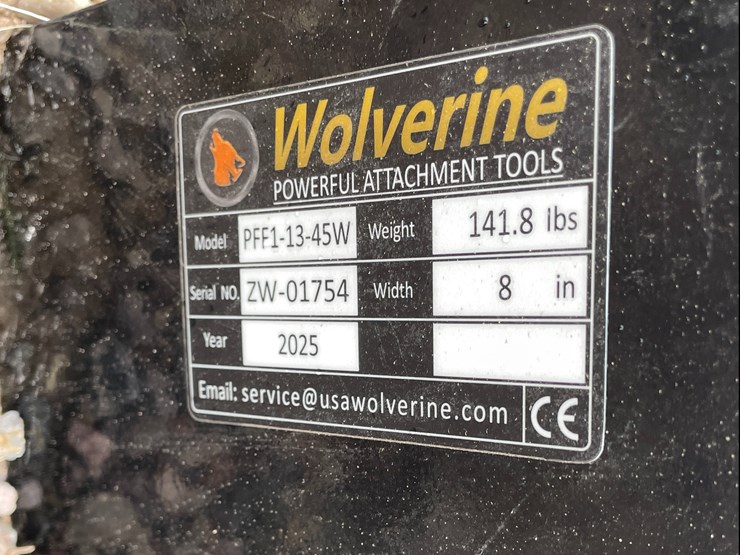 Wolverine
POWERFUL ATTACHMENT TOOLS
Model PFF1-13-45W Weight 141.8 lbs
Serial NO. ZW-01754 Width 8 in
Year 2025
Email: service@usawolverine.com CE